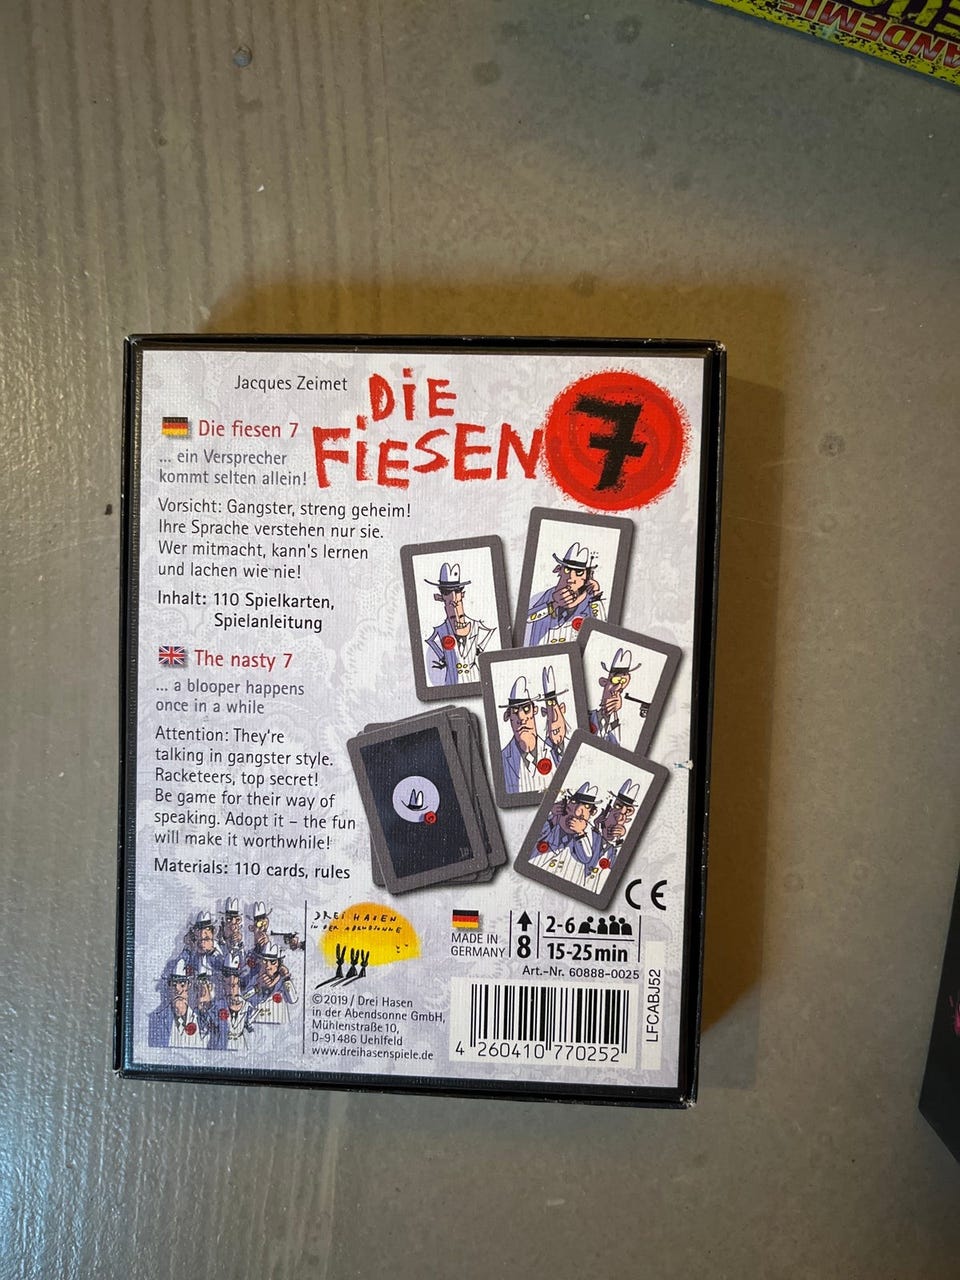 ANDEMIE
Jacques Zeimet
DiE
FiESEN 7
Die fiesen 7
... ein Versprecher
kommt selten allein!
Vorsicht: Gangster, streng geheim!
Ihre Sprache verstehen nur sie.
Wer mitmacht, kann's lernen
und lachen wie nie!
Inhalt: 110 Spielkarten,
Spielanleitung
The nasty 7
... a blooper happens
once in a while
Attention: They're
talking in gangster style.
Racketeers, top secret!
Be game for their way of
speaking. Adopt it – the fun
will make it worthwhile!
Materials: 110 cards, rules
DREI HASEN
IN DER ABENDSONNE
©2019 / Drei Hasen
in der Abendsonne GmbH,
Mühlenstraße 10,
D-91486 Uehlfeld
www.dreihasenspiele.de
CE
MADE IN
GERMANY
8
2-6
15-25min
Art.-Nr. 60888-0025
4 260410 770252
LFCABJ52